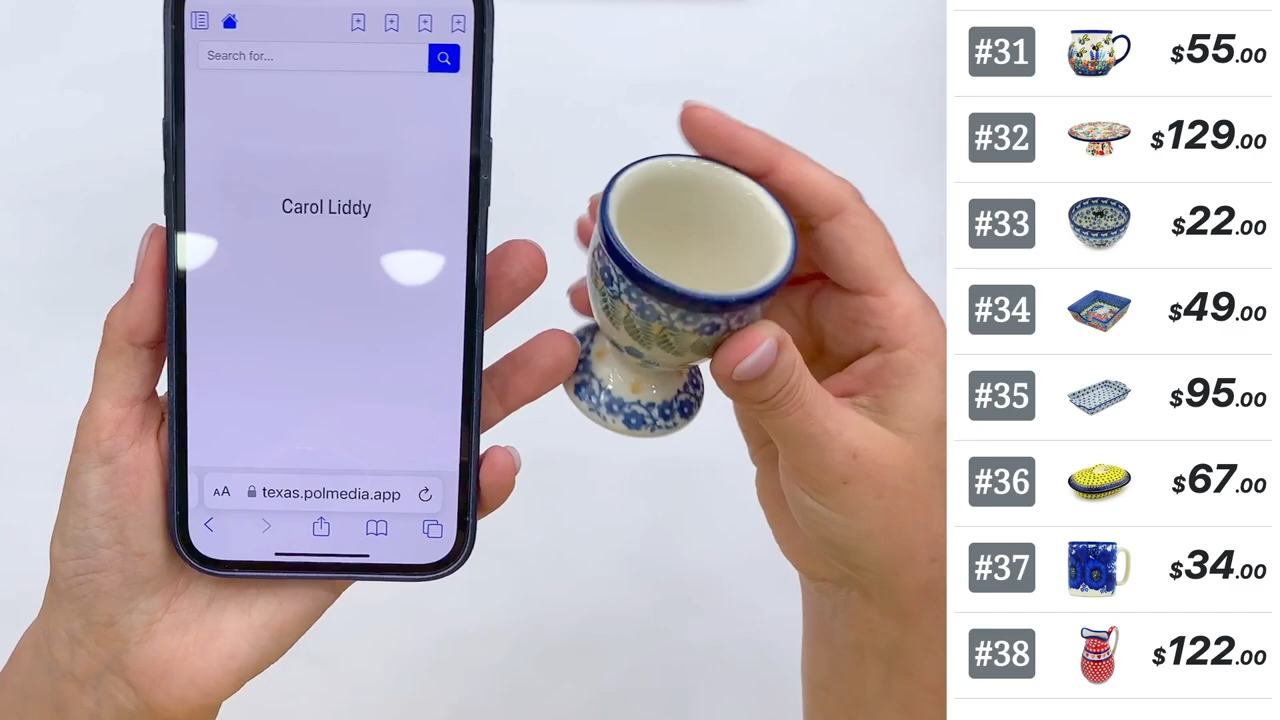 Search for...
Carol Liddy
AA texas.polmedia.app
#31 $55.00
#32 $129.00
#33 $22.00
#34 $49.00
#35 $95.00
#36 $67.00
#37 $34.00
#38 $122.00